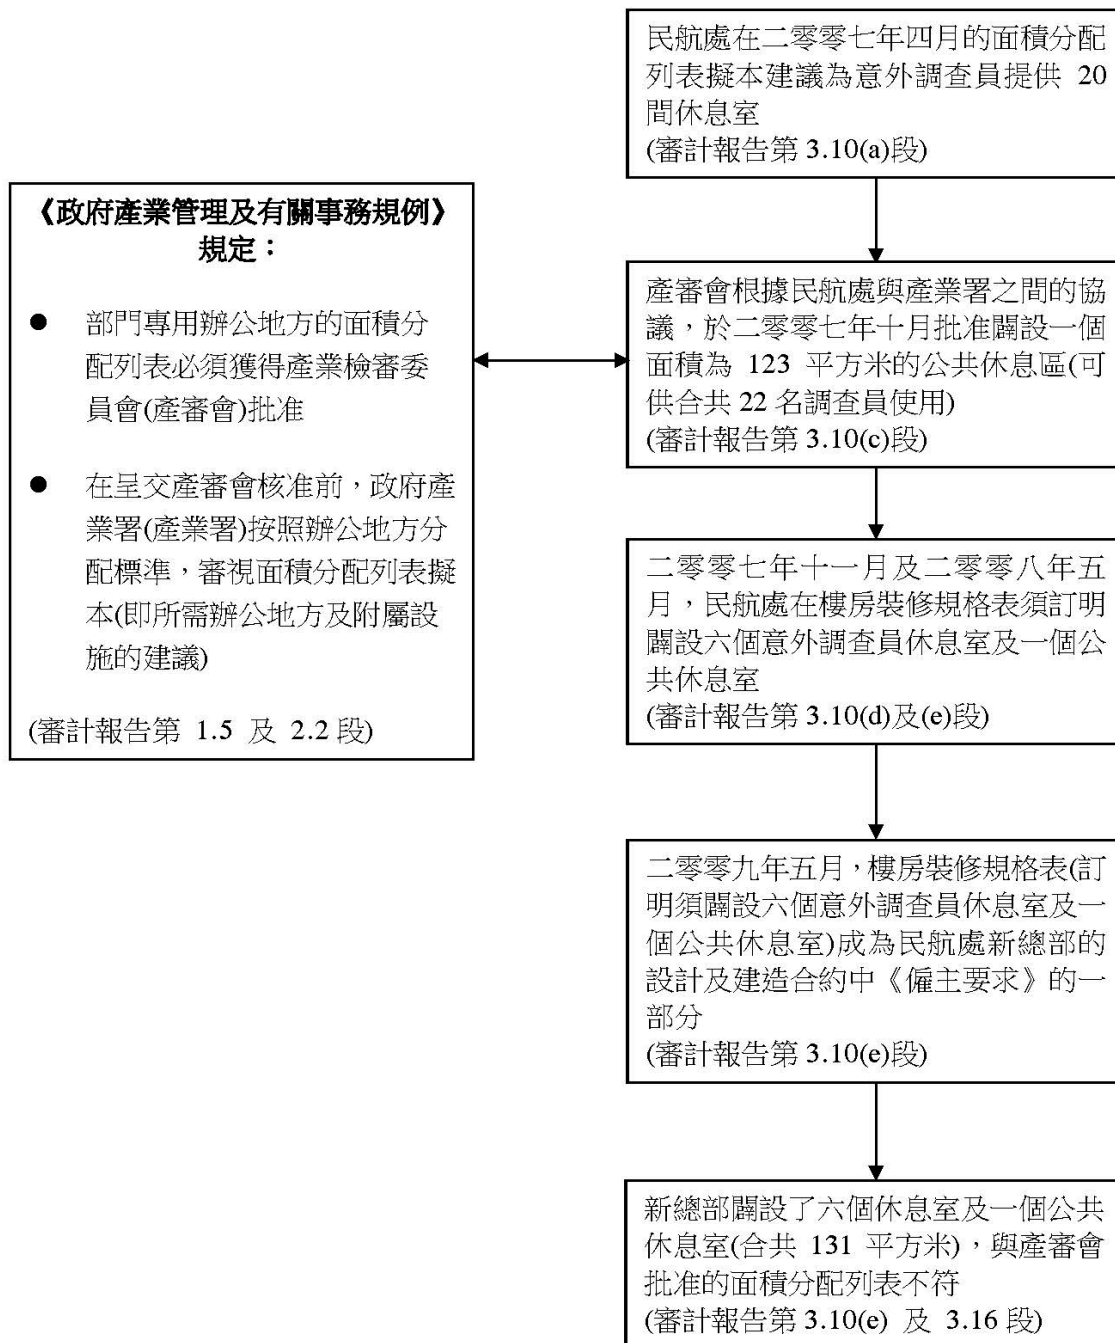 民航處在二零零七年四月的面積分配
列表擬本建議為意外調查員提供 20
間休息室
(審計報告第 3.10(a)段)
《政府產業管理及有關事務規例》
規定：
● 部門專用辦公地方的面積分
配列表必須獲得產業檢審委
員會(產審會)批准
● 在呈交產審會核准前，政府產
業署(產業署)按照辦公地方分
配標準，審視面積分配列表擬
本(即所需辦公地方及附屬設
施的建議)
(審計報告第 1.5 及 2.2 段)
產審會根據民航處與產業署之間的協
議，於二零零七年十月批准闢設一個
面積為 123 平方米的公共休息區(可
供合共 22 名調查員使用)
(審計報告第 3.10(c)段)
二零零七年十一月及二零零八年五
月，民航處在樓房裝修規格表須訂明
闢設六個意外調查員休息室及一個公
共休息室
(審計報告第 3.10(d)及(e)段)
二零零九年五月，樓房裝修規格表(訂
明須闢設六個意外調查員休息室及一
個公共休息室)成為民航處新總部的
設計及建造合約中《僱主要求》的一
部分
(審計報告第 3.10(e)段)
新總部闢設了六個休息室及一個公共
休息室(合共 131 平方米)，與產審會
批准的面積分配列表不符
(審計報告第 3.10(e) 及 3.16 段)